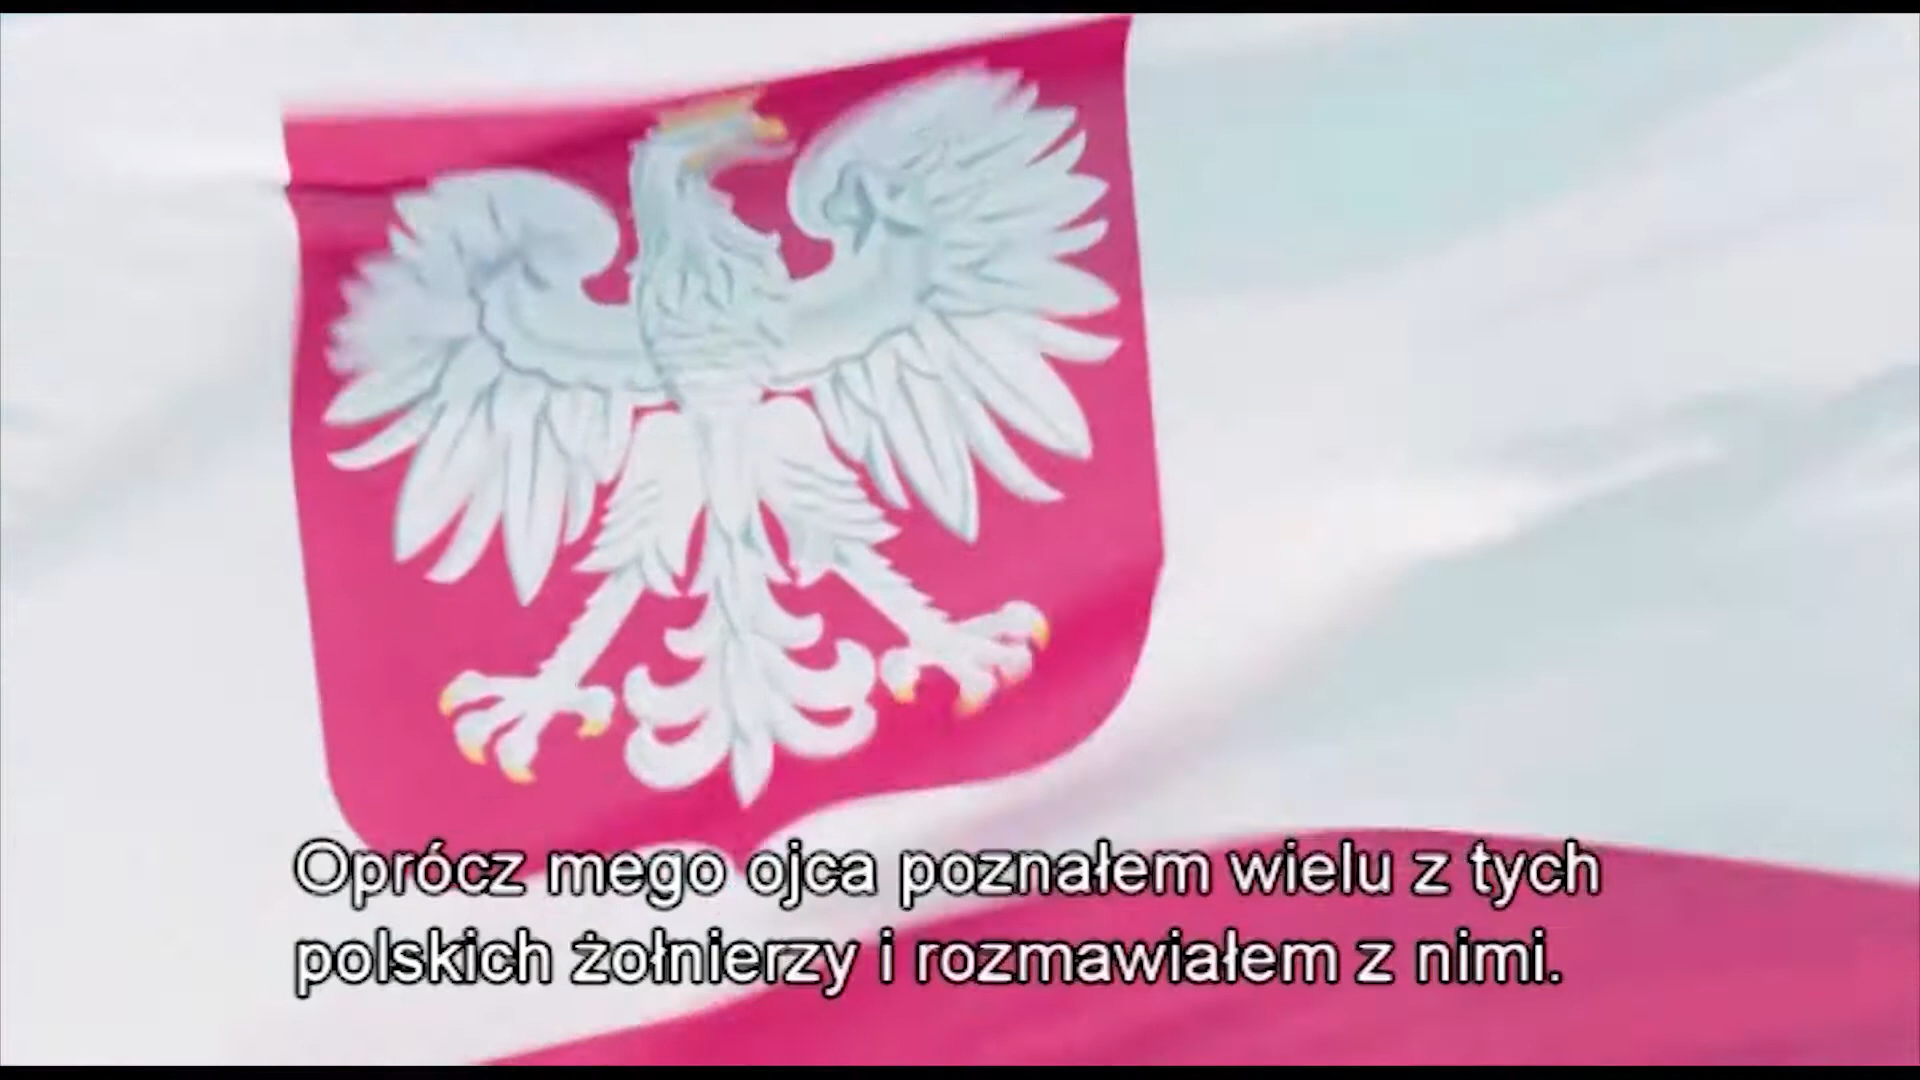 Oprócz mego ojca poznałem wielu z tych
polskich żołnierzy i rozmawiałem z nimi.